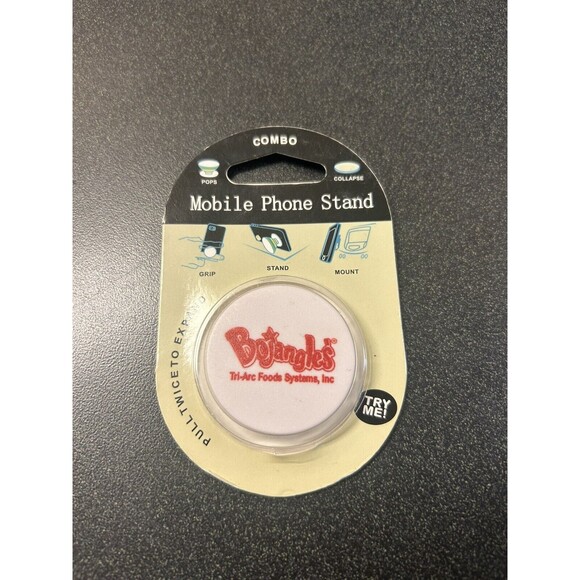 COMBO
POPS
COLLAPSE
Mobile Phone Stand
GRIP
STAND
MOUNT
PULL TWICE TO EXPAND
Bojangles'®
Tri-Arc Foods Systems, Inc
TRY
ME!